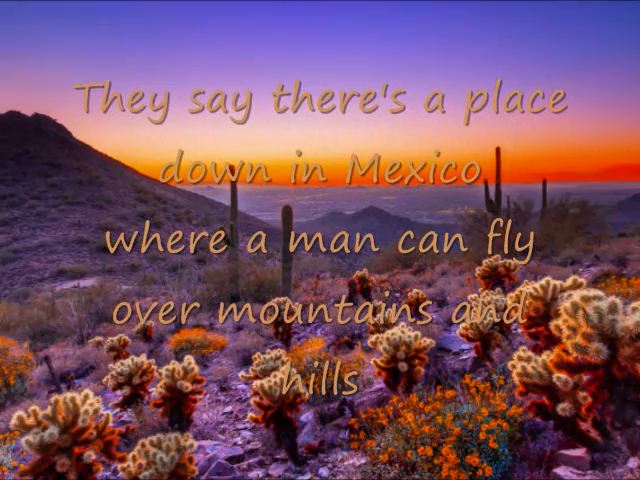 They say there's a place
down in Mexico
where a man can fly
over mountains and
hills